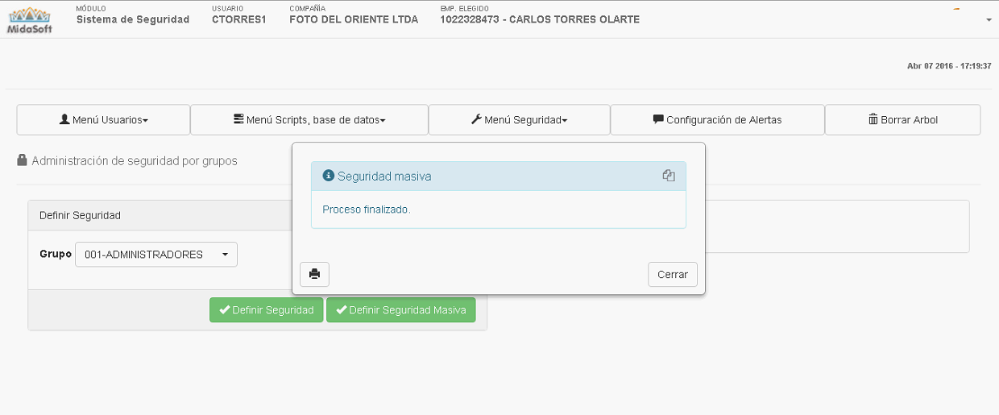 MidaSoft
MÓDULO
Sistema de Seguridad
USUARIO
CTORRES1
COMPAÑÍA
FOTO DEL ORIENTE LTDA
EMP. ELEGIDO
1022328473 - CARLOS TORRES OLARTE
Abr 07 2016 - 17:19:37
Menú Usuarios
Menú Scripts, base de datos
Menú Seguridad
Configuración de Alertas
Borrar Arbol
Administración de seguridad por grupos
Seguridad masiva
Proceso finalizado.
Cerrar
Definir Seguridad
Grupo 001-ADMINISTRADORES
Definir Seguridad
Definir Seguridad Masiva